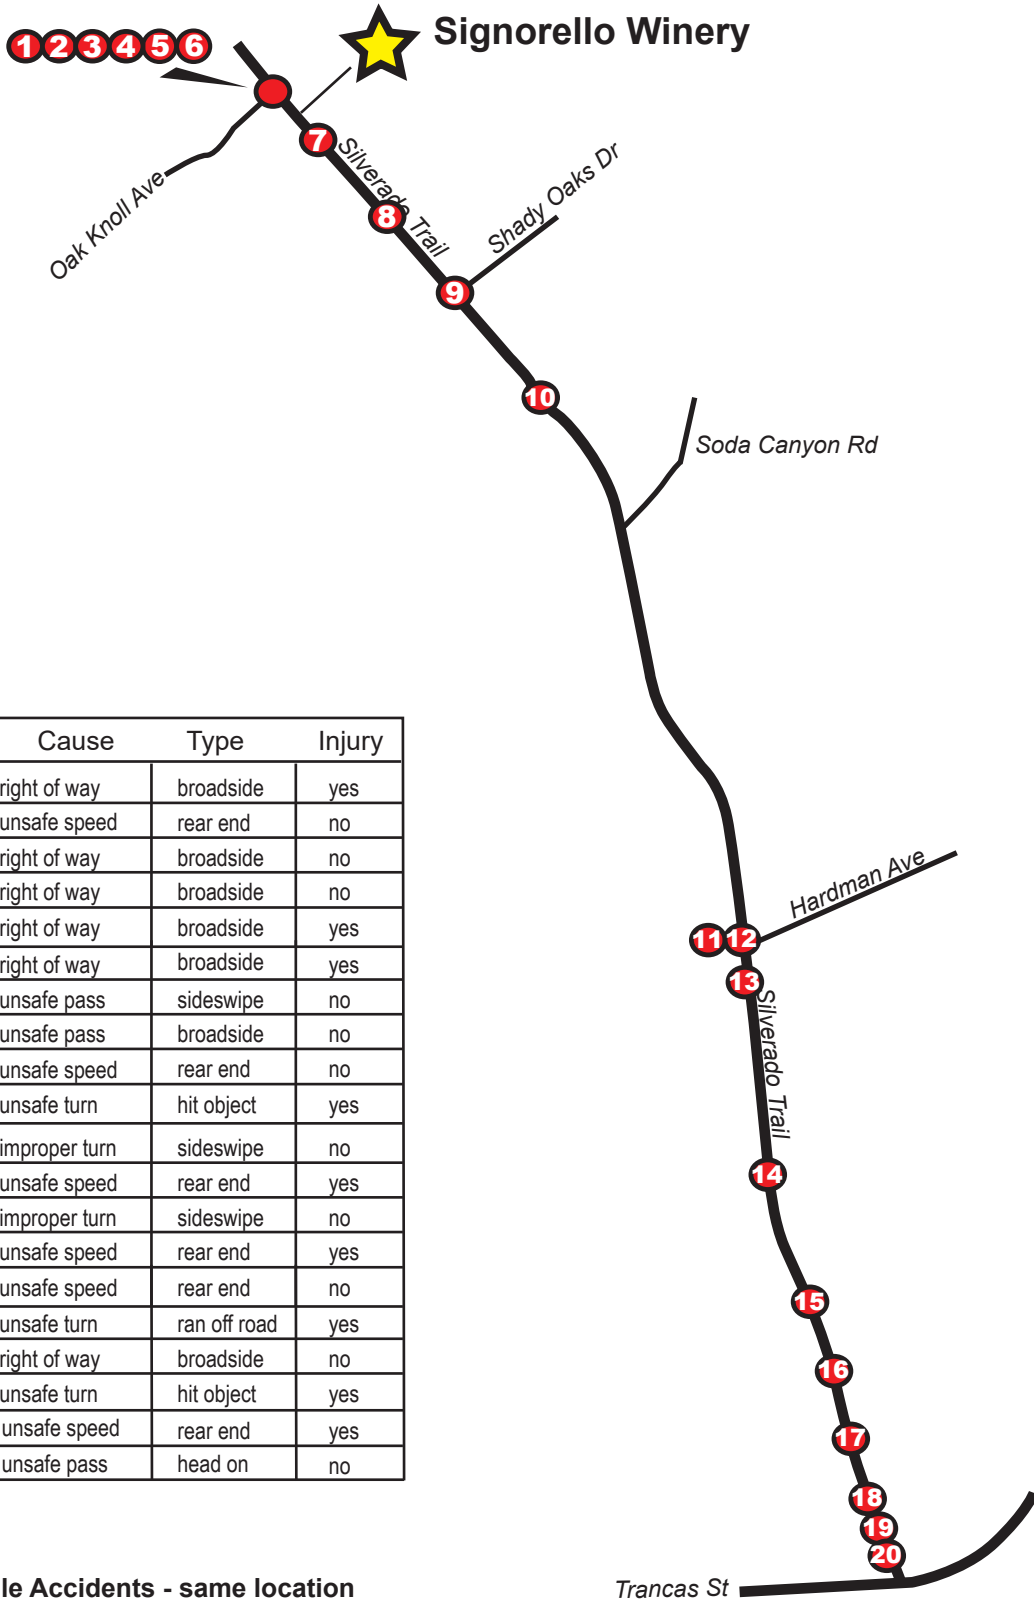 Signorello Winery
1 2 3 4 5 6
7
Silverado Trail
Oak Knoll Ave
8
Shady Oaks Dr
9
10
Soda Canyon Rd
Cause Type Injury
right of way broadside yes
unsafe speed rear end no
right of way broadside no
right of way broadside no
right of way broadside yes
right of way broadside yes
unsafe pass sideswipe no
unsafe pass broadside no
unsafe speed rear end no
unsafe turn hit object yes
improper turn sideswipe no
unsafe speed rear end yes
improper turn sideswipe no
unsafe speed rear end yes
unsafe speed rear end no
unsafe turn ran off road yes
right of way broadside no
unsafe turn hit object yes
unsafe speed rear end yes
unsafe pass head on no
Hardman Ave
11 12
13
Silverado Trail
14
15
16
17
18
19
20
le Accidents - same location
Trancas St